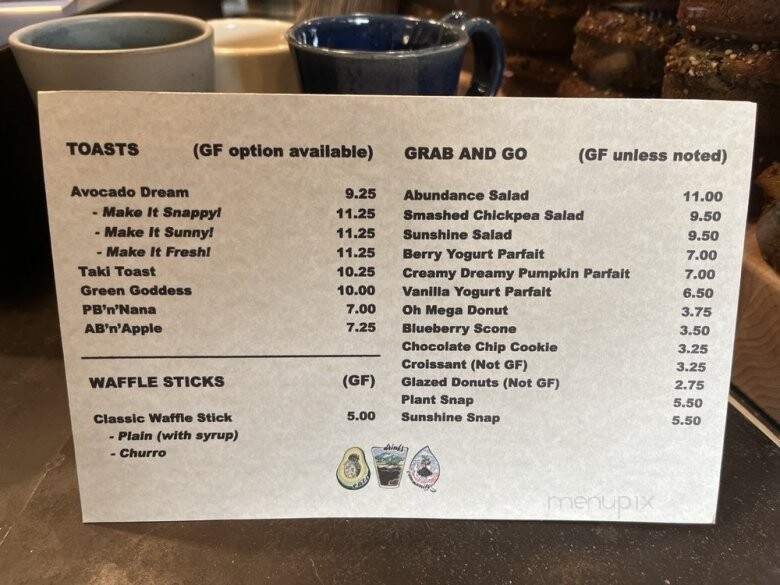 TOASTS (GF option available)
Avocado Dream 9.25
- Make It Snappy! 11.25
- Make It Sunny! 11.25
- Make It Fresh! 11.25
Taki Toast 10.25
Green Goddess 10.00
PB'n'Nana 7.00
AB'n'Apple 7.25
WAFFLE STICKS (GF)
Classic Waffle Stick 5.00
- Plain (with syrup)
- Churro
GRAB AND GO (GF unless noted)
Abundance Salad 11.00
Smashed Chickpea Salad 9.50
Sunshine Salad 9.50
Berry Yogurt Parfait 7.00
Creamy Dreamy Pumpkin Parfait 7.00
Vanilla Yogurt Parfait 6.50
Oh Mega Donut 3.75
Blueberry Scone 3.50
Chocolate Chip Cookie 3.25
Croissant (Not GF) 3.25
Glazed Donuts (Not GF) 2.75
Plant Snap 5.50
Sunshine Snap 5.50
drinks
menupix